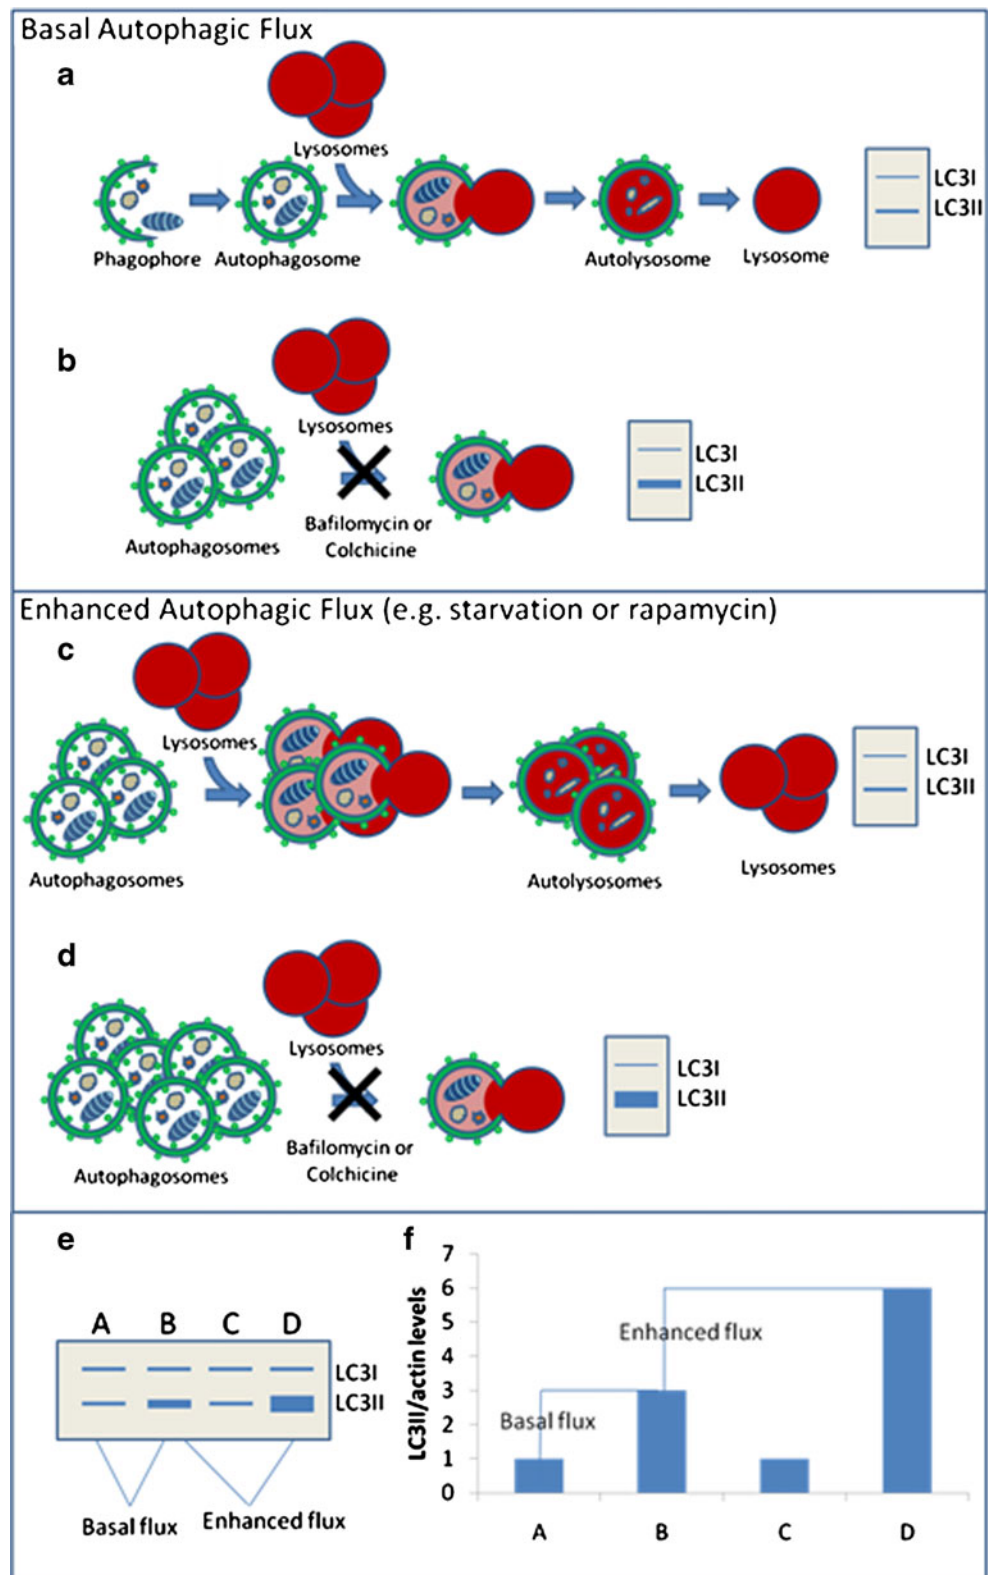 Basal Autophagic Flux
a
Lysosomes
Phagophore
Autophagosome
Autolysosome
Lysosome
LC3I
LC3II
b
Lysosomes
Bafilomycin or
Colchicine
Autophagosomes
LC3I
LC3II
Enhanced Autophagic Flux (e.g. starvation or rapamycin)
c
Lysosomes
Autophagosomes
Autolysosomes
Lysosomes
LC3I
LC3II
d
Lysosomes
Bafilomycin or
Colchicine
Autophagosomes
LC3I
LC3II
e
A B C D
LC3I
LC3II
Basal flux
Enhanced flux
f
LC3II/actin levels
7
6
5
4
3
2
1
0
Enhanced flux
Basal flux
A B C D